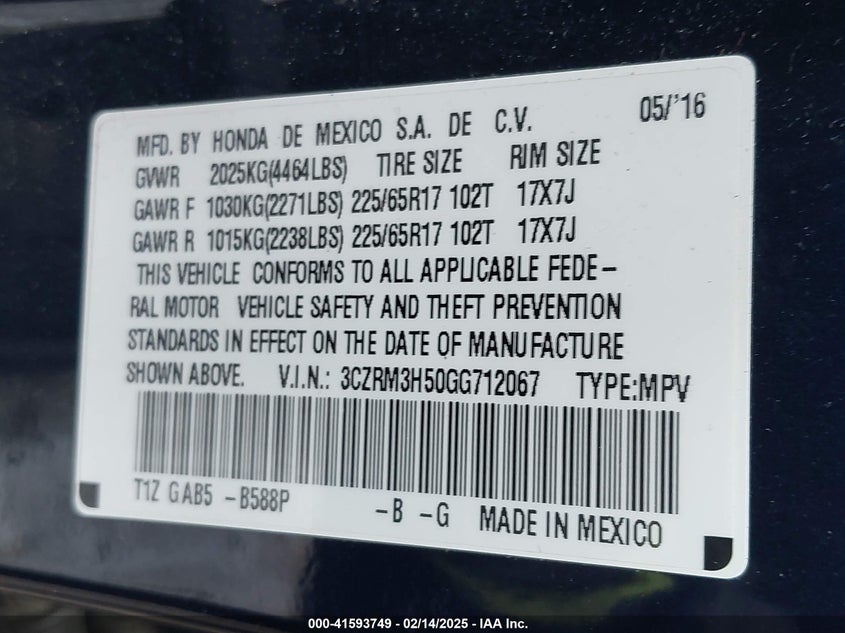 MFD. BY HONDA DE MEXICO S.A. DE C.V. 05/'16
GVWR 2025KG(4464LBS) TIRE SIZE RIM SIZE
GAWR F 1030KG(2271LBS) 225/65R17 102T 17X7J
GAWR R 1015KG(2238LBS) 225/65R17 102T 17X7J
THIS VEHICLE CONFORMS TO ALL APPLICABLE FEDE–
RAL MOTOR VEHICLE SAFETY AND THEFT PREVENTION
STANDARDS IN EFFECT ON THE DATE OF MANUFACTURE
SHOWN ABOVE. V.I.N.: 3CZRM3H50GG712067 TYPE:MPV
T1Z GAB5 -B588P -B -G MADE IN MEXICO
000-41593749 - 02/14/2025 - IAA Inc.